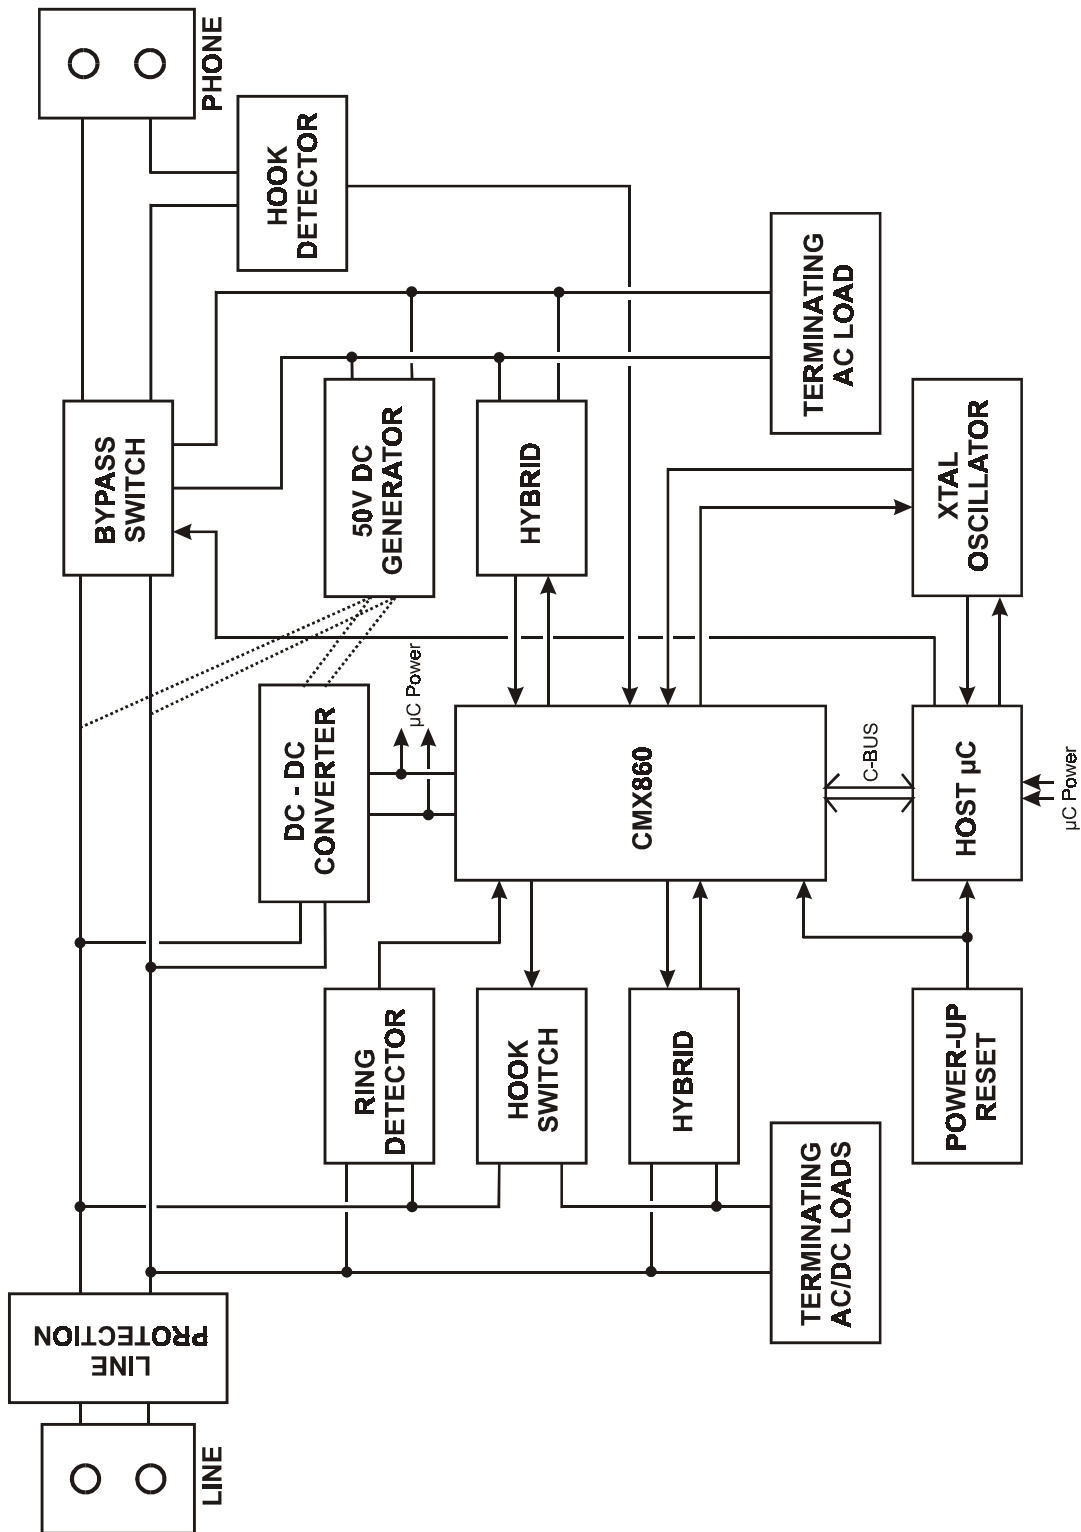 LINE
LINE
PROTECTION
BYPASS
SWITCH
PHONE
HOOK
DETECTOR
DC - DC
CONVERTER
50V DC
GENERATOR
µC Power
RING
DETECTOR
HOOK
SWITCH
HYBRID
CMX860
HYBRID
TERMINATING
AC/DC LOADS
TERMINATING
AC LOAD
C-BUS
POWER-UP
RESET
HOST µC
XTAL
OSCILLATOR
µC Power